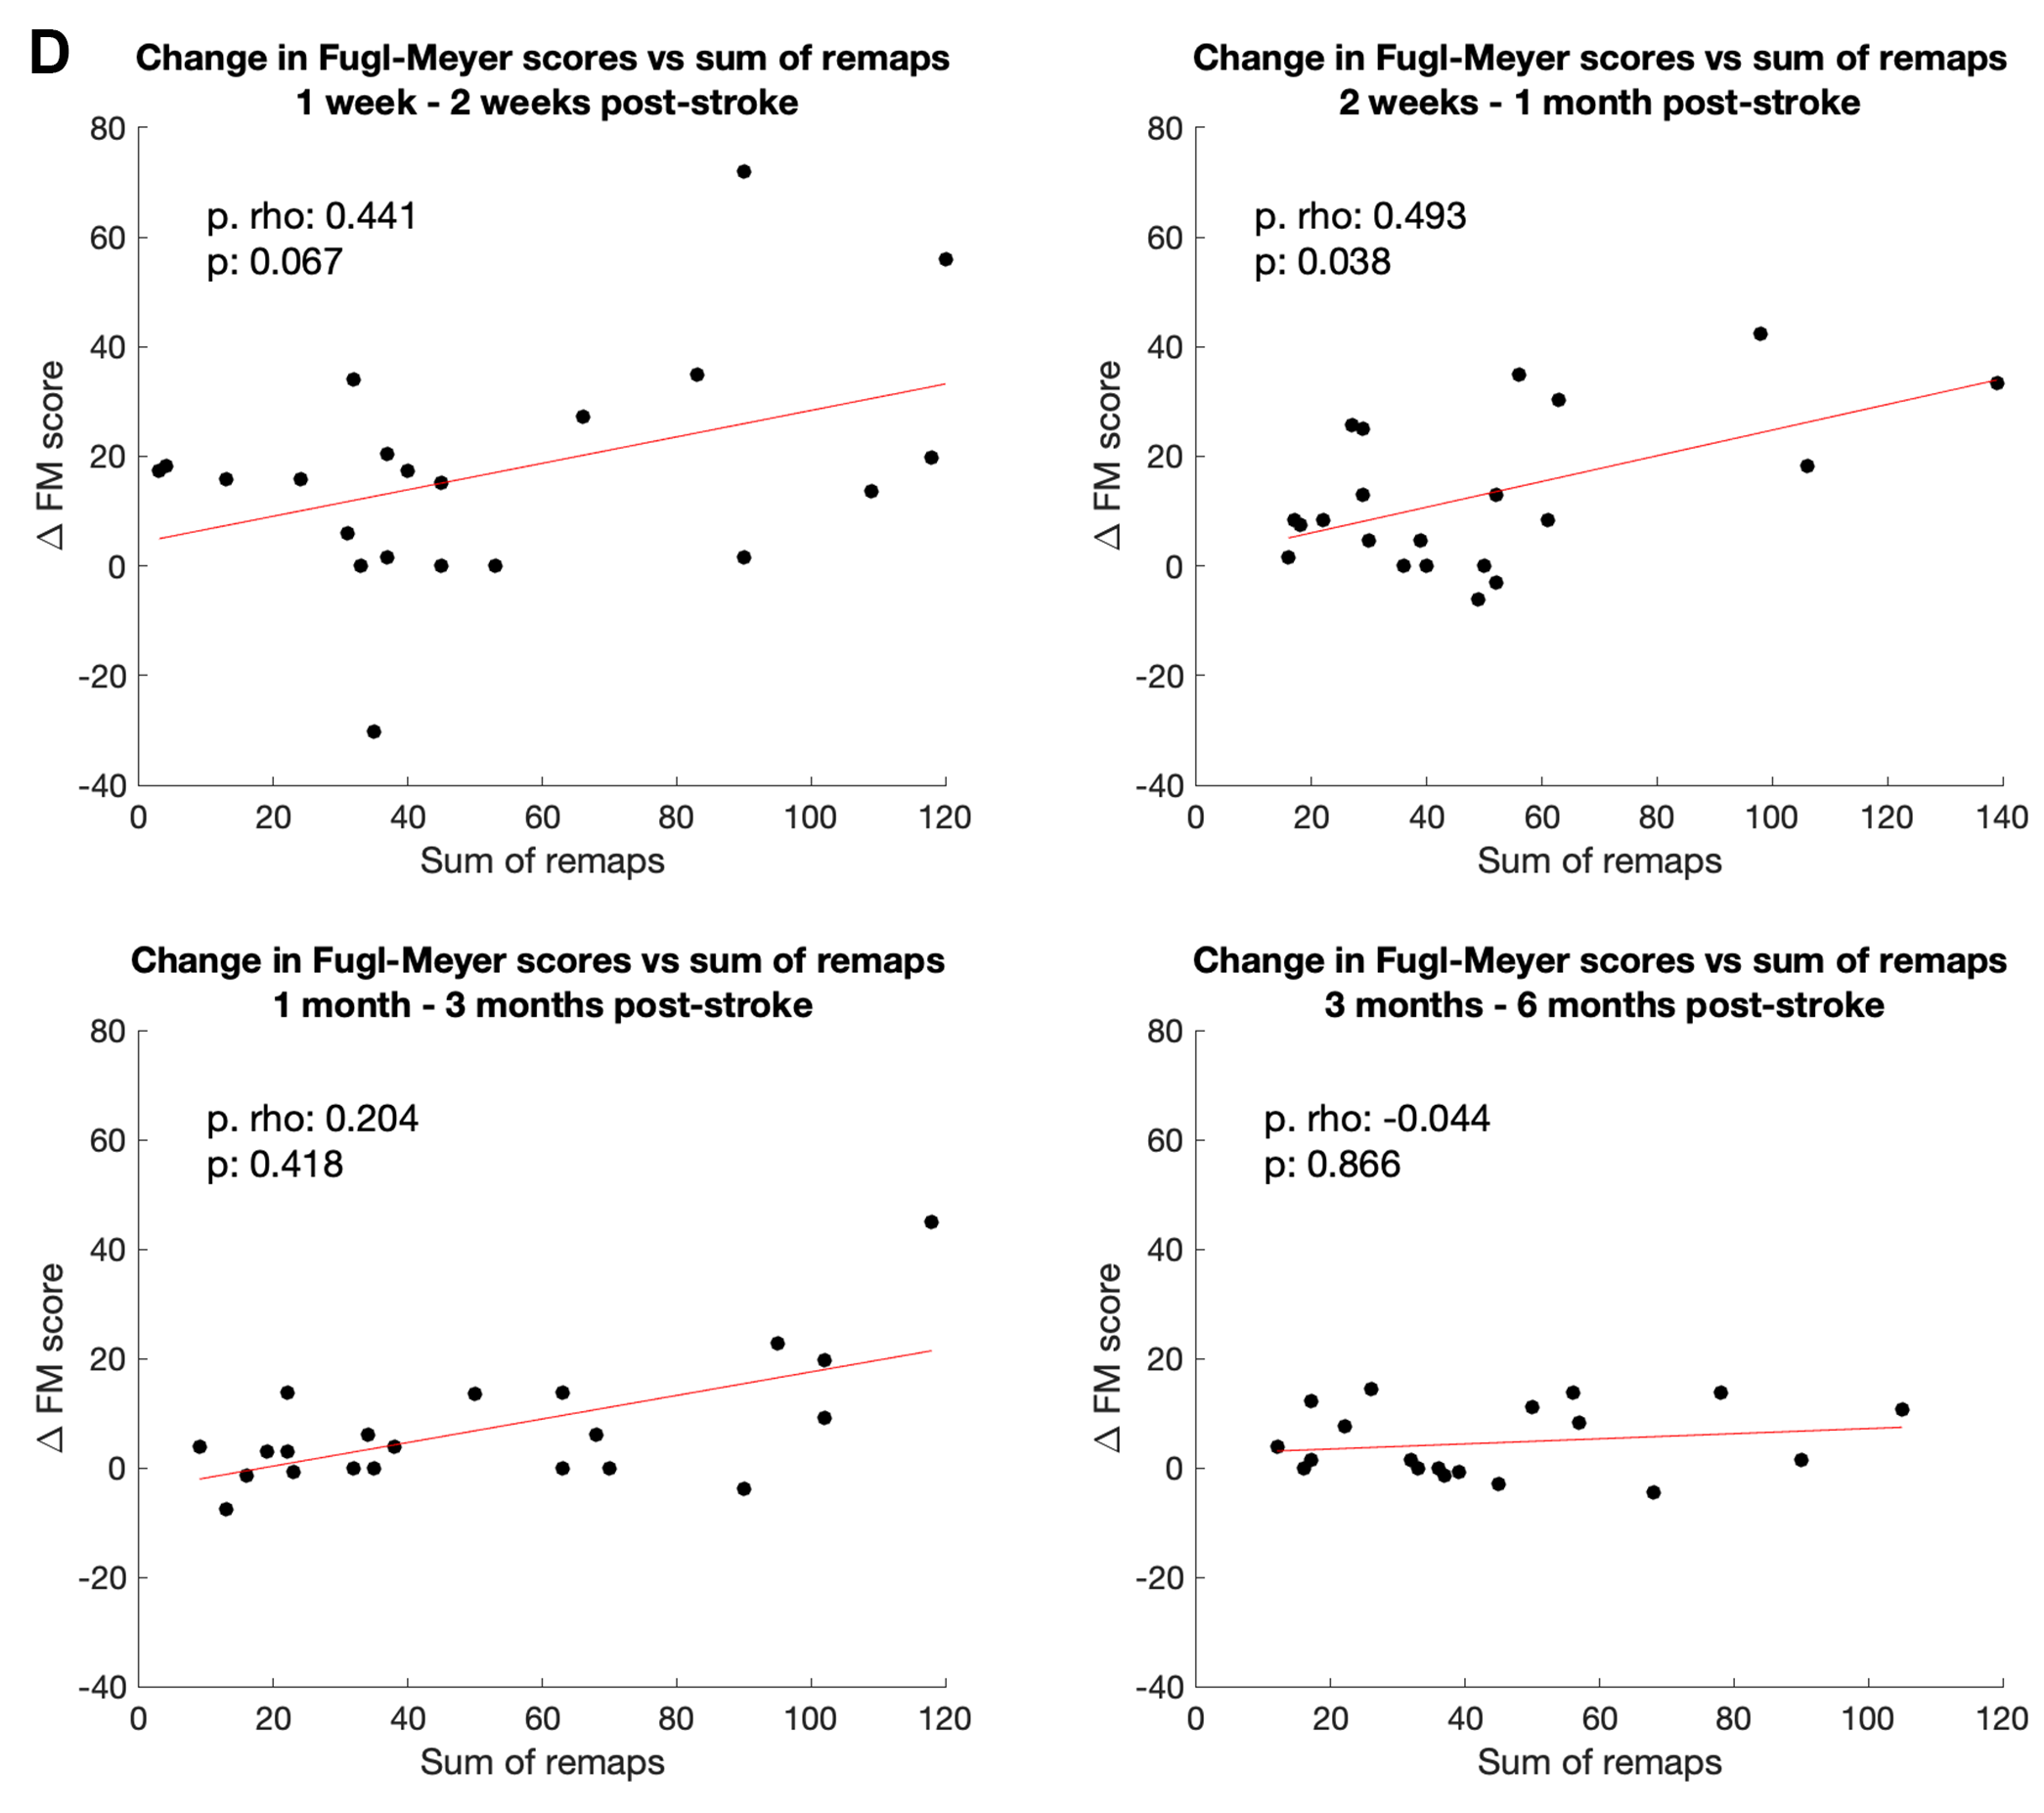 D
Change in Fugl-Meyer scores vs sum of remaps
1 week - 2 weeks post-stroke
80
60
40
20
0
-20
-40
p. rho: 0.441
p: 0.067
△ FM score
0 20 40 60 80 100 120
Sum of remaps
Change in Fugl-Meyer scores vs sum of remaps
2 weeks - 1 month post-stroke
80
60
40
20
0
-20
-40
p. rho: 0.493
p: 0.038
△ FM score
0 20 40 60 80 100 120 140
Sum of remaps
Change in Fugl-Meyer scores vs sum of remaps
1 month - 3 months post-stroke
80
60
40
20
0
-20
-40
p. rho: 0.204
p: 0.418
△ FM score
0 20 40 60 80 100 120
Sum of remaps
Change in Fugl-Meyer scores vs sum of remaps
3 months - 6 months post-stroke
80
60
40
20
0
-20
-40
p. rho: -0.044
p: 0.866
△ FM score
0 20 40 60 80 100 120
Sum of remaps